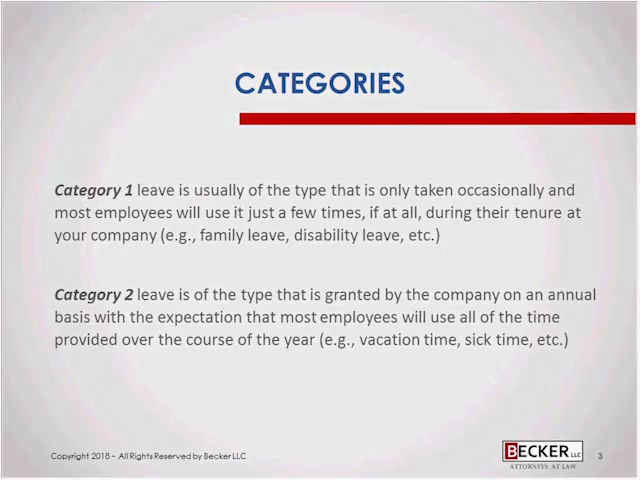 CATEGORIES
Category 1 leave is usually of the type that is only taken occasionally and
most employees will use it just a few times, if at all, during their tenure at
your company (e.g., family leave, disability leave, etc.)
Category 2 leave is of the type that is granted by the company on an annual
basis with the expectation that most employees will use all of the time
provided over the course of the year (e.g., vacation time, sick time, etc.)
Copyright 2018 – All Rights Reserved by Becker LLC
BECKER LLC
ATTORNEYS AT LAW
3